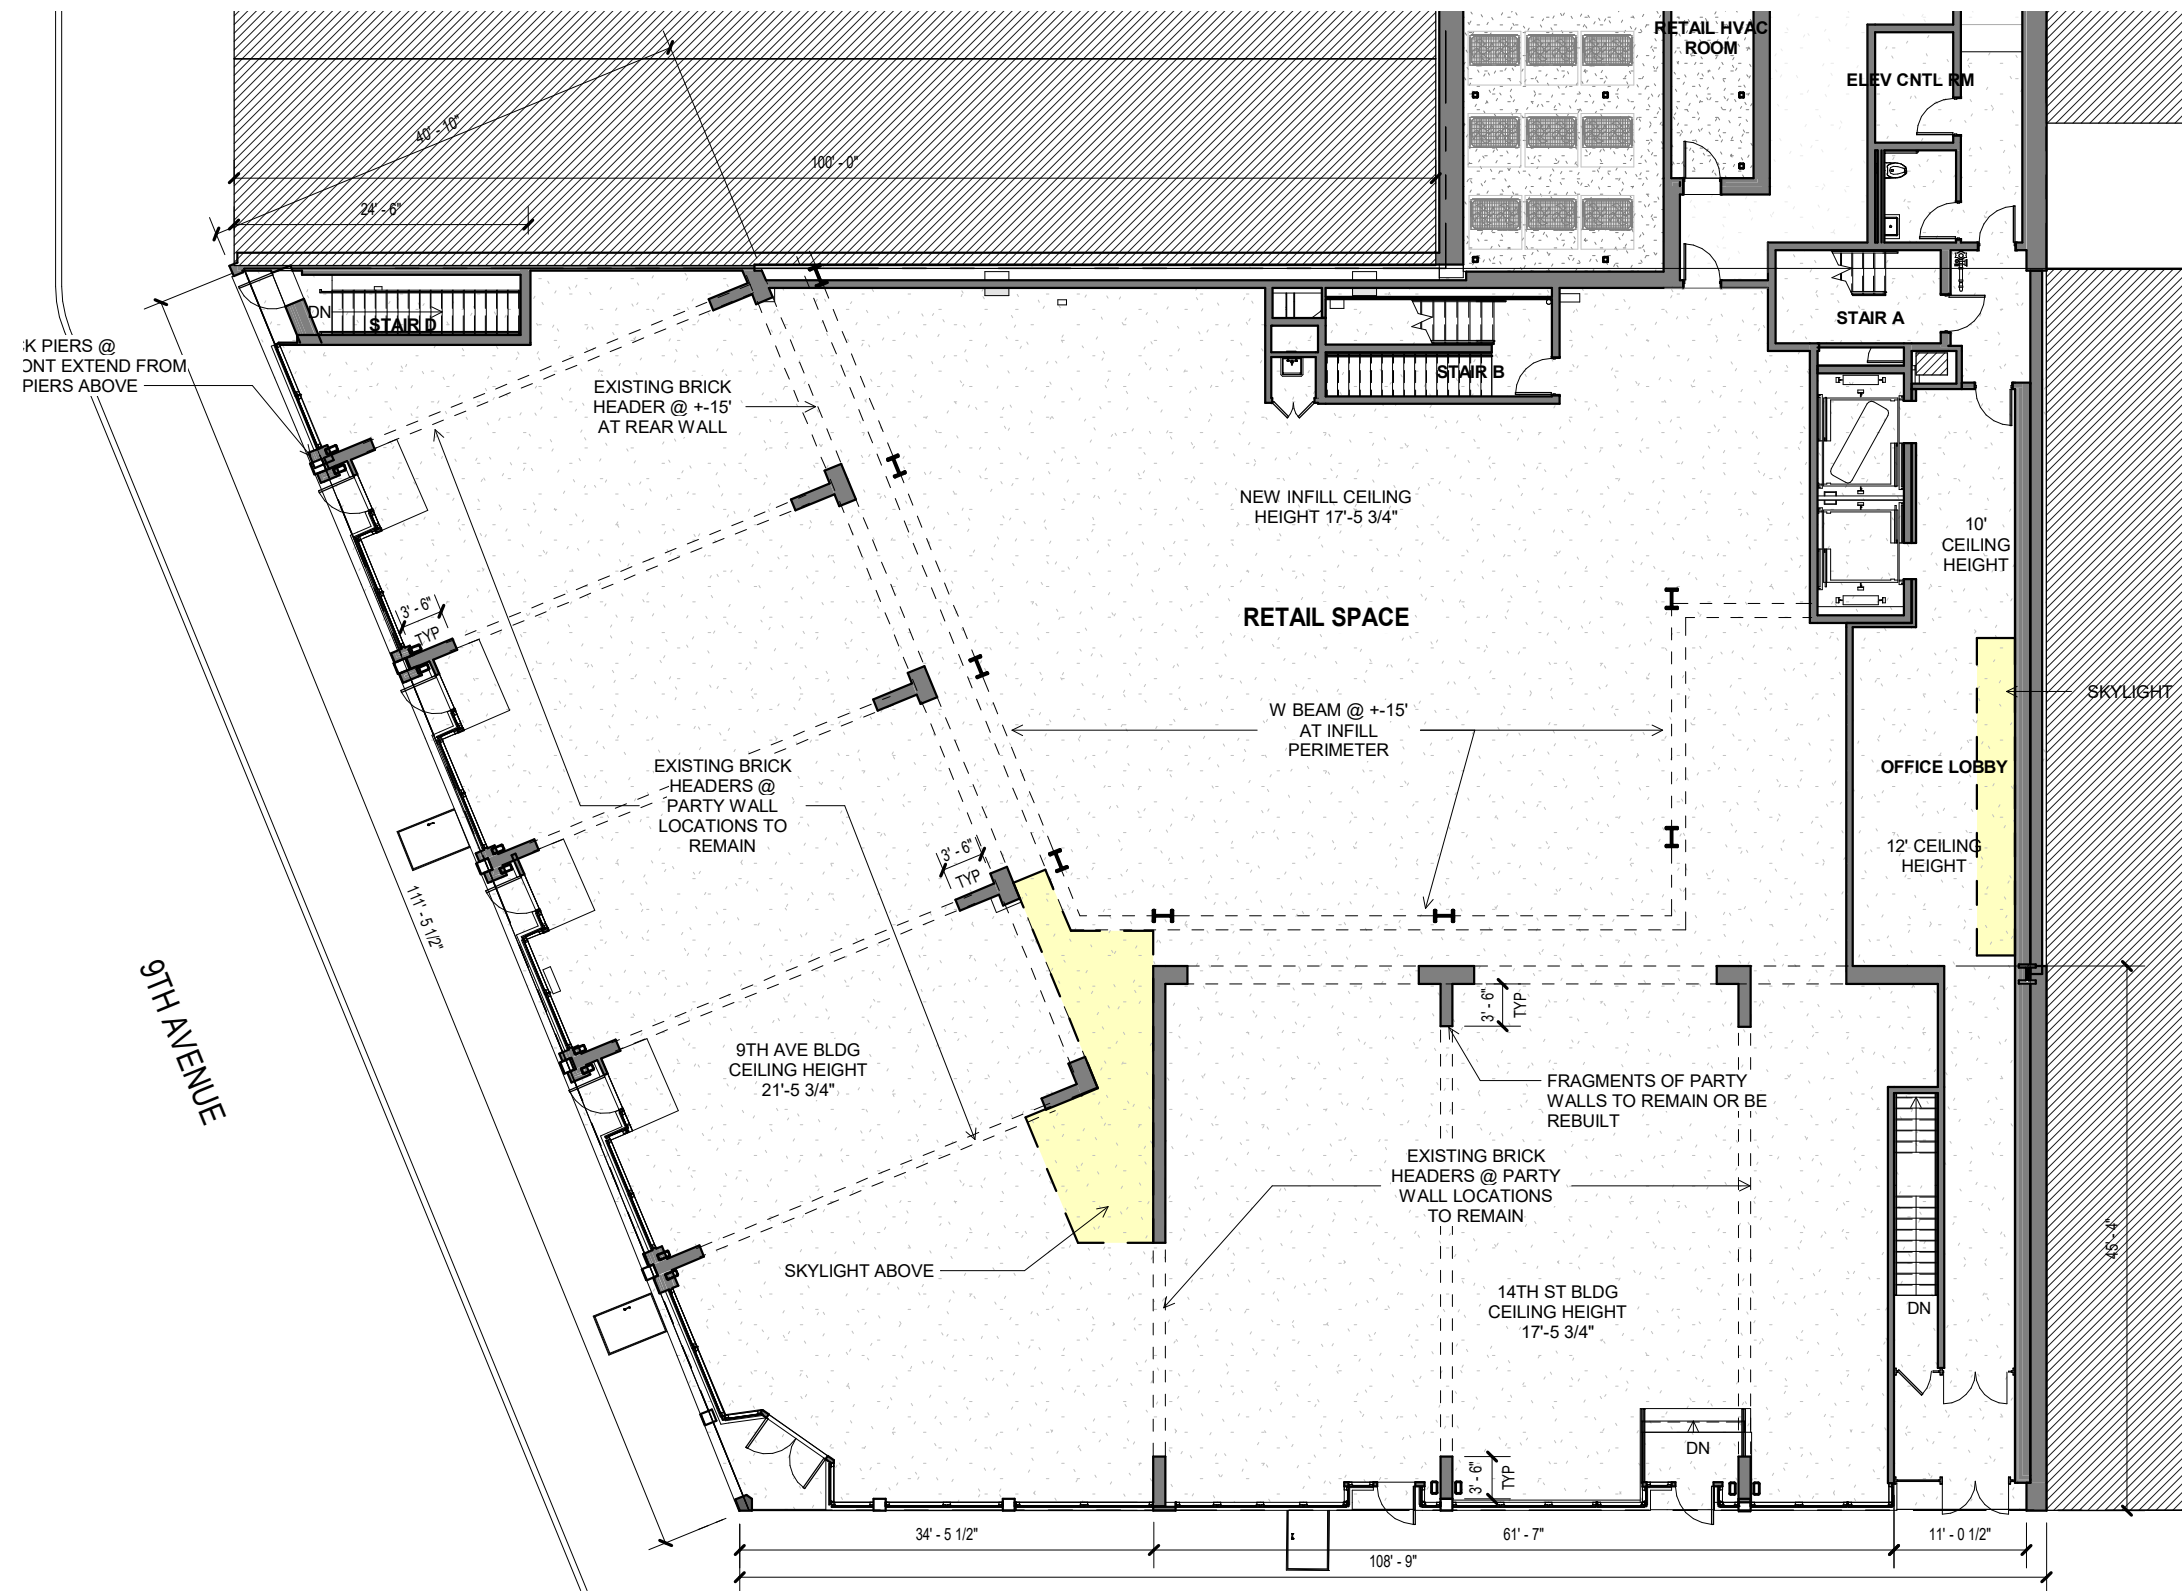 RETAIL HVAC
ROOM
ELEV CNTL RM
40' - 10"
100' - 0"
24' - 6"
DN
STAIR D
STAIR A
STAIR B
PIERS @
EXTEND FROM
PIERS ABOVE
EXISTING BRICK
HEADER @ +-15'
AT REAR WALL
NEW INFILL CEILING
HEIGHT 17'-5 3/4"
10'
CEILING
HEIGHT
3' - 6"
TYP
RETAIL SPACE
SKYLIGHT
W BEAM @ +-15'
AT INFILL
PERIMETER
EXISTING BRICK
HEADERS @
PARTY WALL
LOCATIONS TO
REMAIN
OFFICE LOBBY
12' CEILING
HEIGHT
3' - 6"
TYP
111' - 5 1/2"
9TH AVENUE
3' - 6"
TYP
9TH AVE BLDG
CEILING HEIGHT
21'-5 3/4"
FRAGMENTS OF PARTY
WALLS TO REMAIN OR BE
REBUILT
EXISTING BRICK
HEADERS @ PARTY
WALL LOCATIONS
TO REMAIN
45' - 4"
SKYLIGHT ABOVE
14TH ST BLDG
CEILING HEIGHT
17'-5 3/4"
DN
DN
3' - 6"
TYP
34' - 5 1/2"
61' - 7"
11' - 0 1/2"
108' - 9"